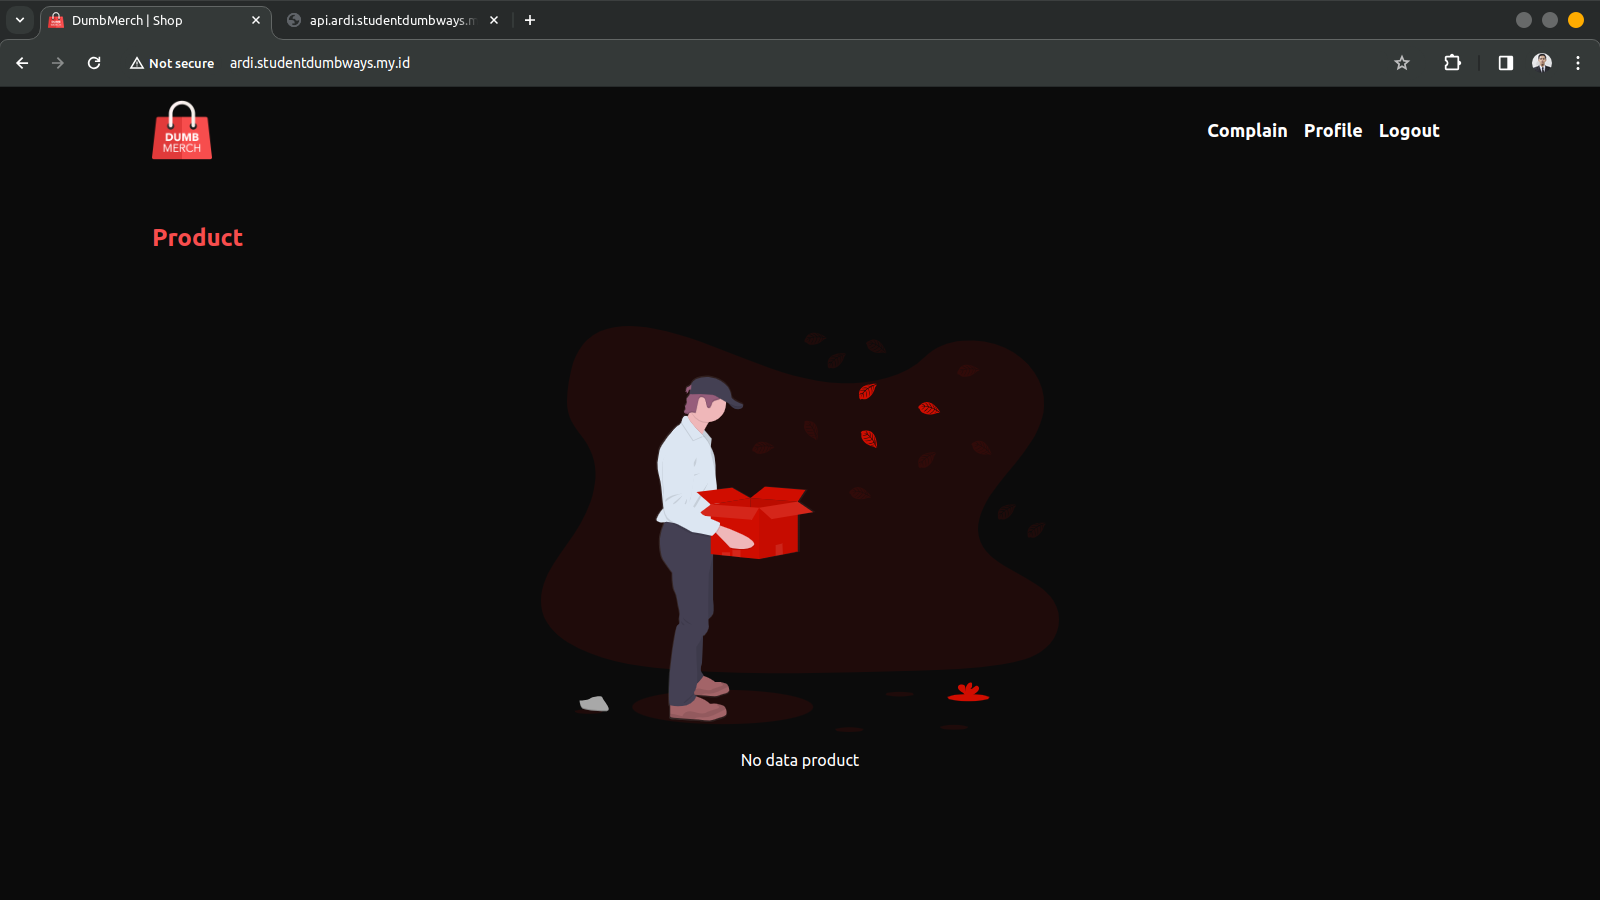 DumbMerch | Shop
api.ardi.studentdumbways.m
Not secure
ardi.studentdumbways.my.id
DUMB
MERCH
Complain Profile Logout
Product
No data product